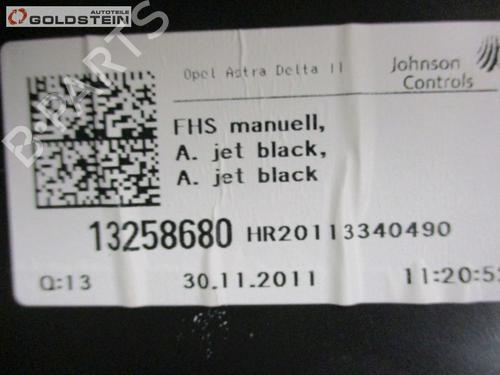 AUTOTEILE
GOLDSTEIN
B-PARTS
Opel Astra Delta II
Johnson
Controls
FHS manuell,
A. jet black,
A. jet black
13258680 HR20113340490
Q:13 30.11.2011 11:20:53